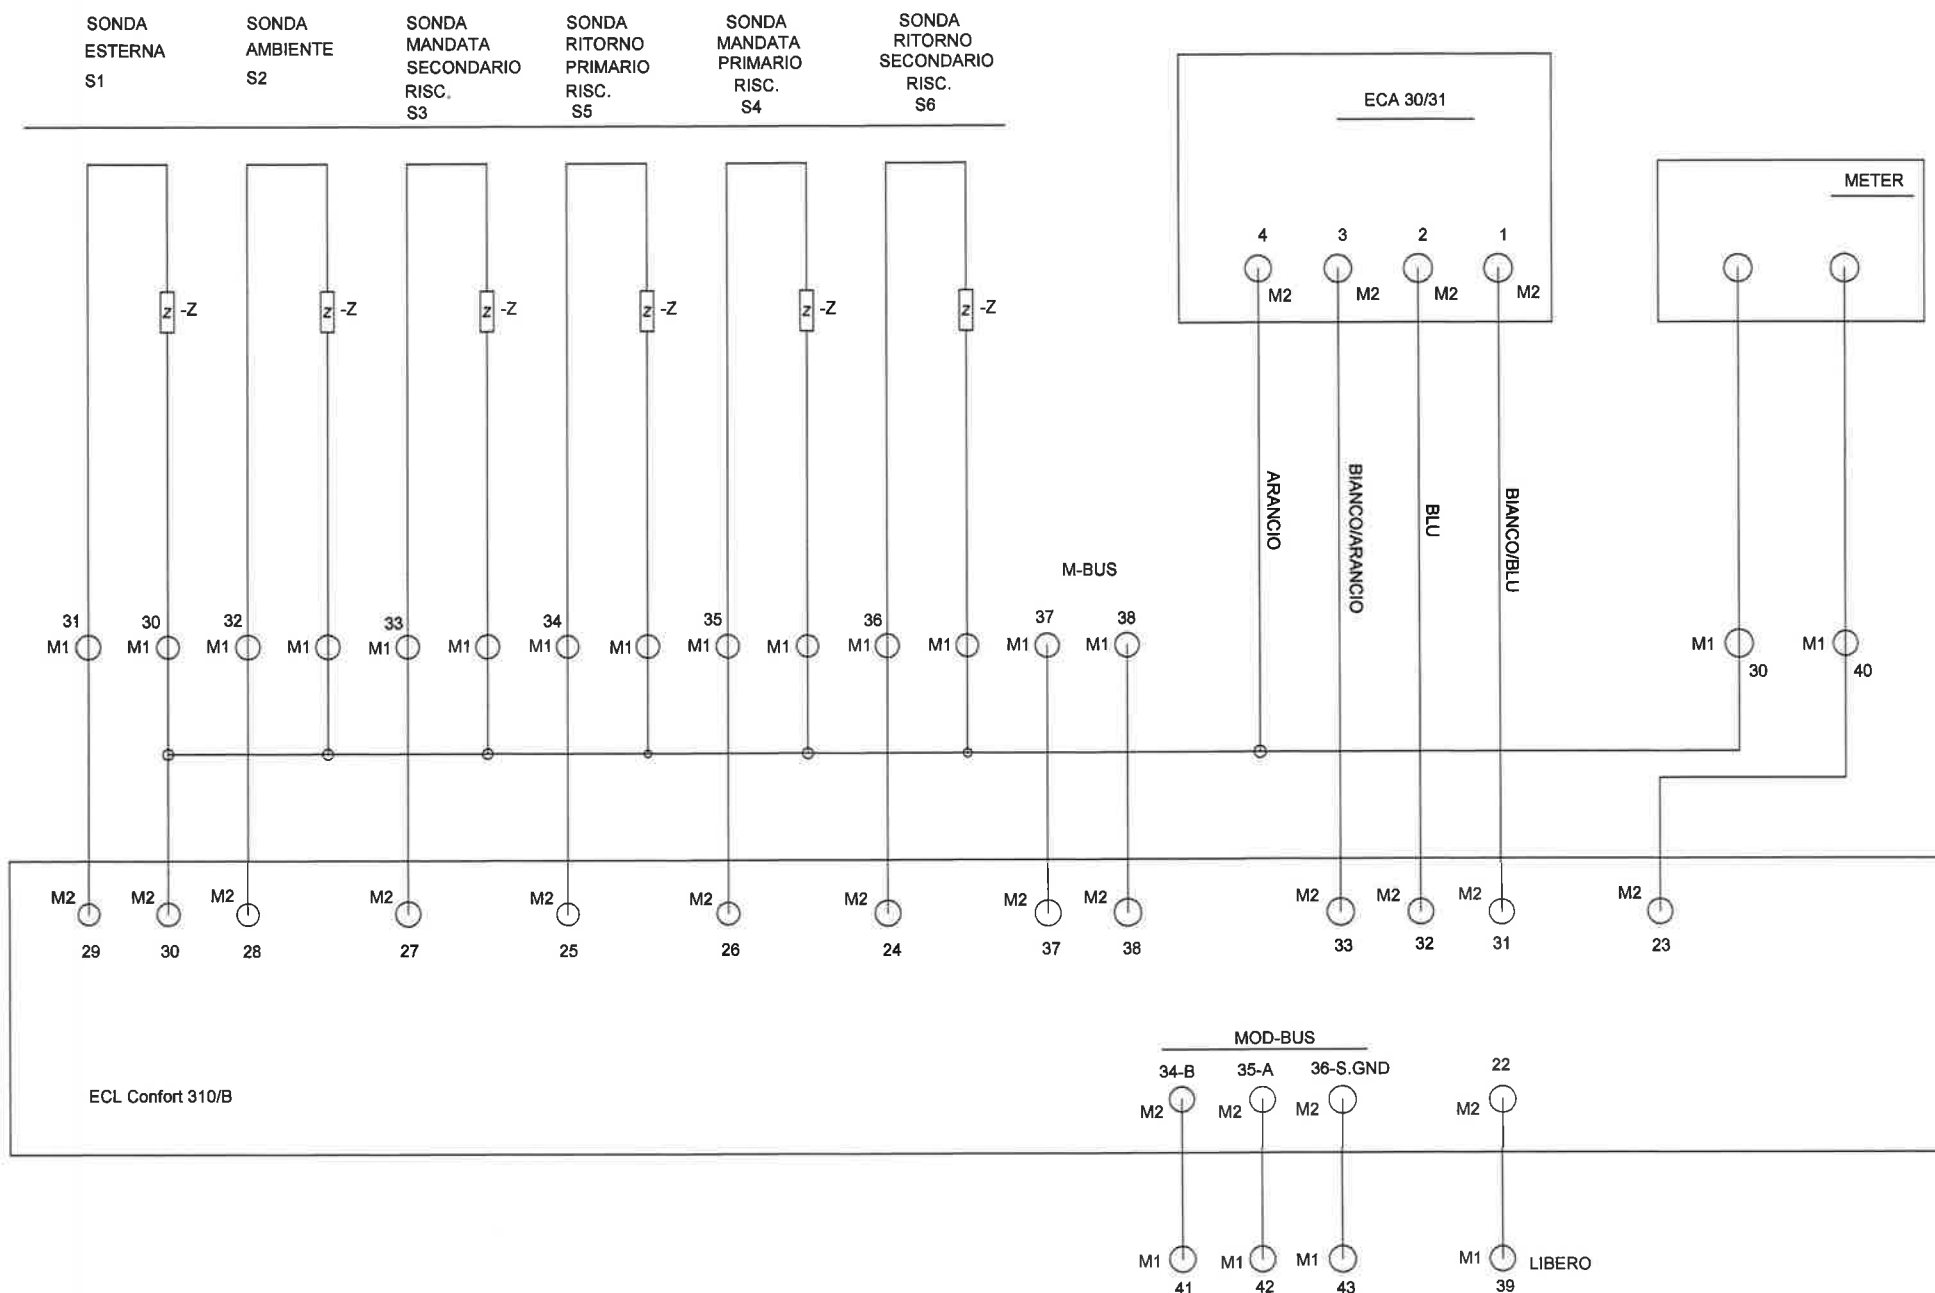 SONDA
ESTERNA
S1
SONDA
AMBIENTE
S2
SONDA
MANDATA
SECONDARIO
RISC.
S3
SONDA
RITORNO
PRIMARIO
RISC.
S5
SONDA
MANDATA
PRIMARIO
RISC.
S4
SONDA
RITORNO
SECONDARIO
RISC.
S6
ECA 30/31
METER
4 3 2 1
M2 M2 M2 M2
Z -Z Z -Z Z -Z Z -Z Z -Z Z -Z
ARANCIO
BIANCO/ARANCIO
BLU
BIANCO/BLU
M-BUS
31 30 32 33 34 35 36 37 38
M1 M1 M1 M1 M1 M1 M1 M1 M1 M1 M1 M1 M1 M1 M1 M1
30 40
M2 M2 M2 M2 M2 M2 M2 M2 M2 M2 M2 M2 M2
29 30 28 27 25 26 24 37 38 33 32 31 23
MOD-BUS
34-B 35-A 36-S.GND 22
M2 M2 M2 M2
ECL Confort 310/B
M1 M1 M1 M1 LIBERO
41 42 43 39